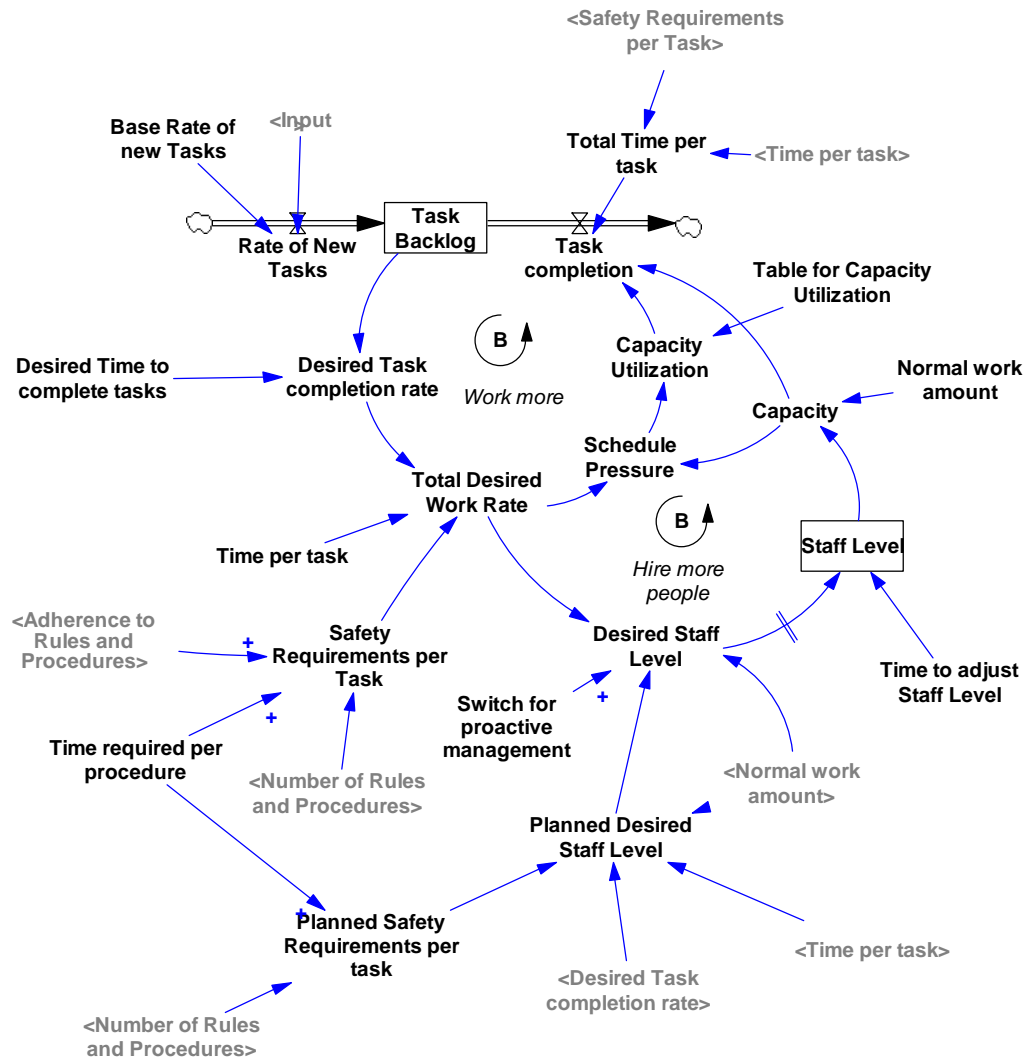 <Safety Requirements
per Task>
Base Rate of
new Tasks
<Input
>
Total Time per
task
<Time per task>
Task
Backlog
Rate of New
Tasks
Task
completion
Table for Capacity
Utilization
B
Work more
Capacity
Utilization
Desired Time to
complete tasks
Desired Task
completion rate
Normal work
amount
Capacity
Schedule
Pressure
Total Desired
Work Rate
B
Hire more
people
Staff Level
Time per task
<Adherence to
Rules and
Procedures>
+
Safety
Requirements per
Task
Desired Staff
Level
Time to adjust
Staff Level
+
+
Switch for
proactive
management
Time required per
procedure
<Number of Rules
and Procedures>
<Normal work
amount>
Planned Desired
Staff Level
+
Planned Safety
Requirements per
task
<Time per task>
<Desired Task
completion rate>
<Number of Rules
and Procedures>